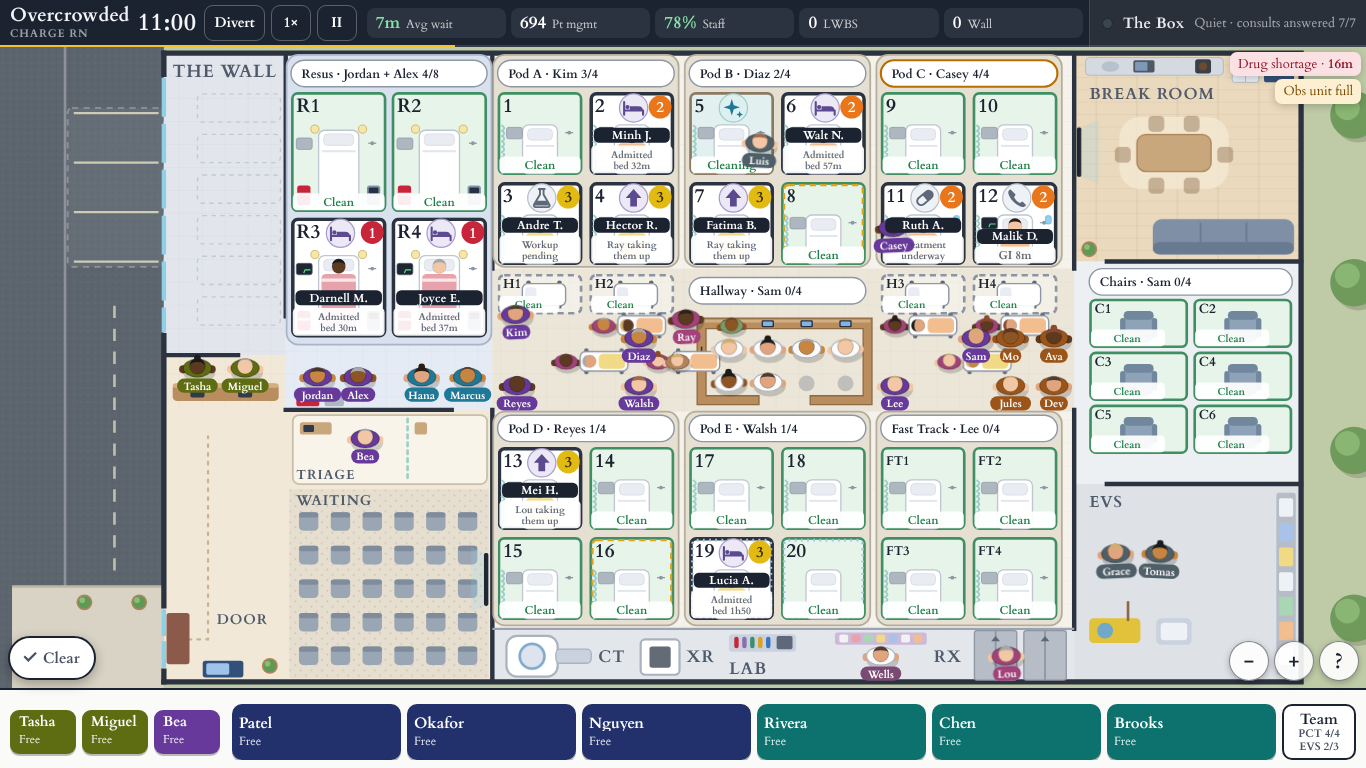 Overcrowded
CHARGE RN
11:00
Divert
1×
II
7m Avg wait
694 Pt mgmt
78% Staff
0 LWBS
0 Wall
The Box Quiet · consults answered 7/7
Drug shortage · 16m
Obs unit full
THE WALL
Resus · Jordan + Alex 4/8
Pod A · Kim 3/4
Pod B · Diaz 2/4
Pod C · Casey 4/4
BREAK ROOM
R1
Clean
R2
Clean
R3
1
Darnell M.
Admitted
bed 30m
R4
1
Joyce E.
Admitted
bed 37m
1
Clean
2
2
Minh J.
Admitted
bed 32m
3
3
Andre T.
Workup
pending
4
3
Hector R.
Ray taking
them up
5
Cleaning
Luis
6
2
Walt N.
Admitted
bed 57m
7
3
Fatima B.
Ray taking
them up
8
Clean
9
Clean
10
Clean
11
2
Ruth A.
underway
Casey
12
2
Malik D.
GI 8m
H1
Clean
H2
Clean
Hallway · Sam 0/4
H3
Clean
H4
Clean
Chairs · Sam 0/4
C1
Clean
C2
Clean
C3
Clean
C4
Clean
C5
Clean
C6
Clean
Kim
Diaz
Ray
Sam
Mo
Ava
Tasha
Miguel
Jordan
Alex
Hana
Marcus
Reyes
Walsh
Lee
Jules
Dev
Bea
TRIAGE
WAITING
DOOR
Pod D · Reyes 1/4
Pod E · Walsh 1/4
Fast Track · Lee 0/4
13
3
Mei H.
Lou taking
them up
14
Clean
15
Clean
16
Clean
17
Clean
18
Clean
19
3
Lucia A.
Admitted
bed 1h50
20
Clean
FT1
Clean
FT2
Clean
FT3
Clean
FT4
Clean
EVS
Grace
Tomas
CT
XR
LAB
Wells
RX
Lou
Clear
−
+
?
Tasha
Free
Miguel
Free
Bea
Free
Patel
Free
Okafor
Free
Nguyen
Free
Rivera
Free
Chen
Free
Brooks
Free
Team
PCT 4/4
EVS 2/3